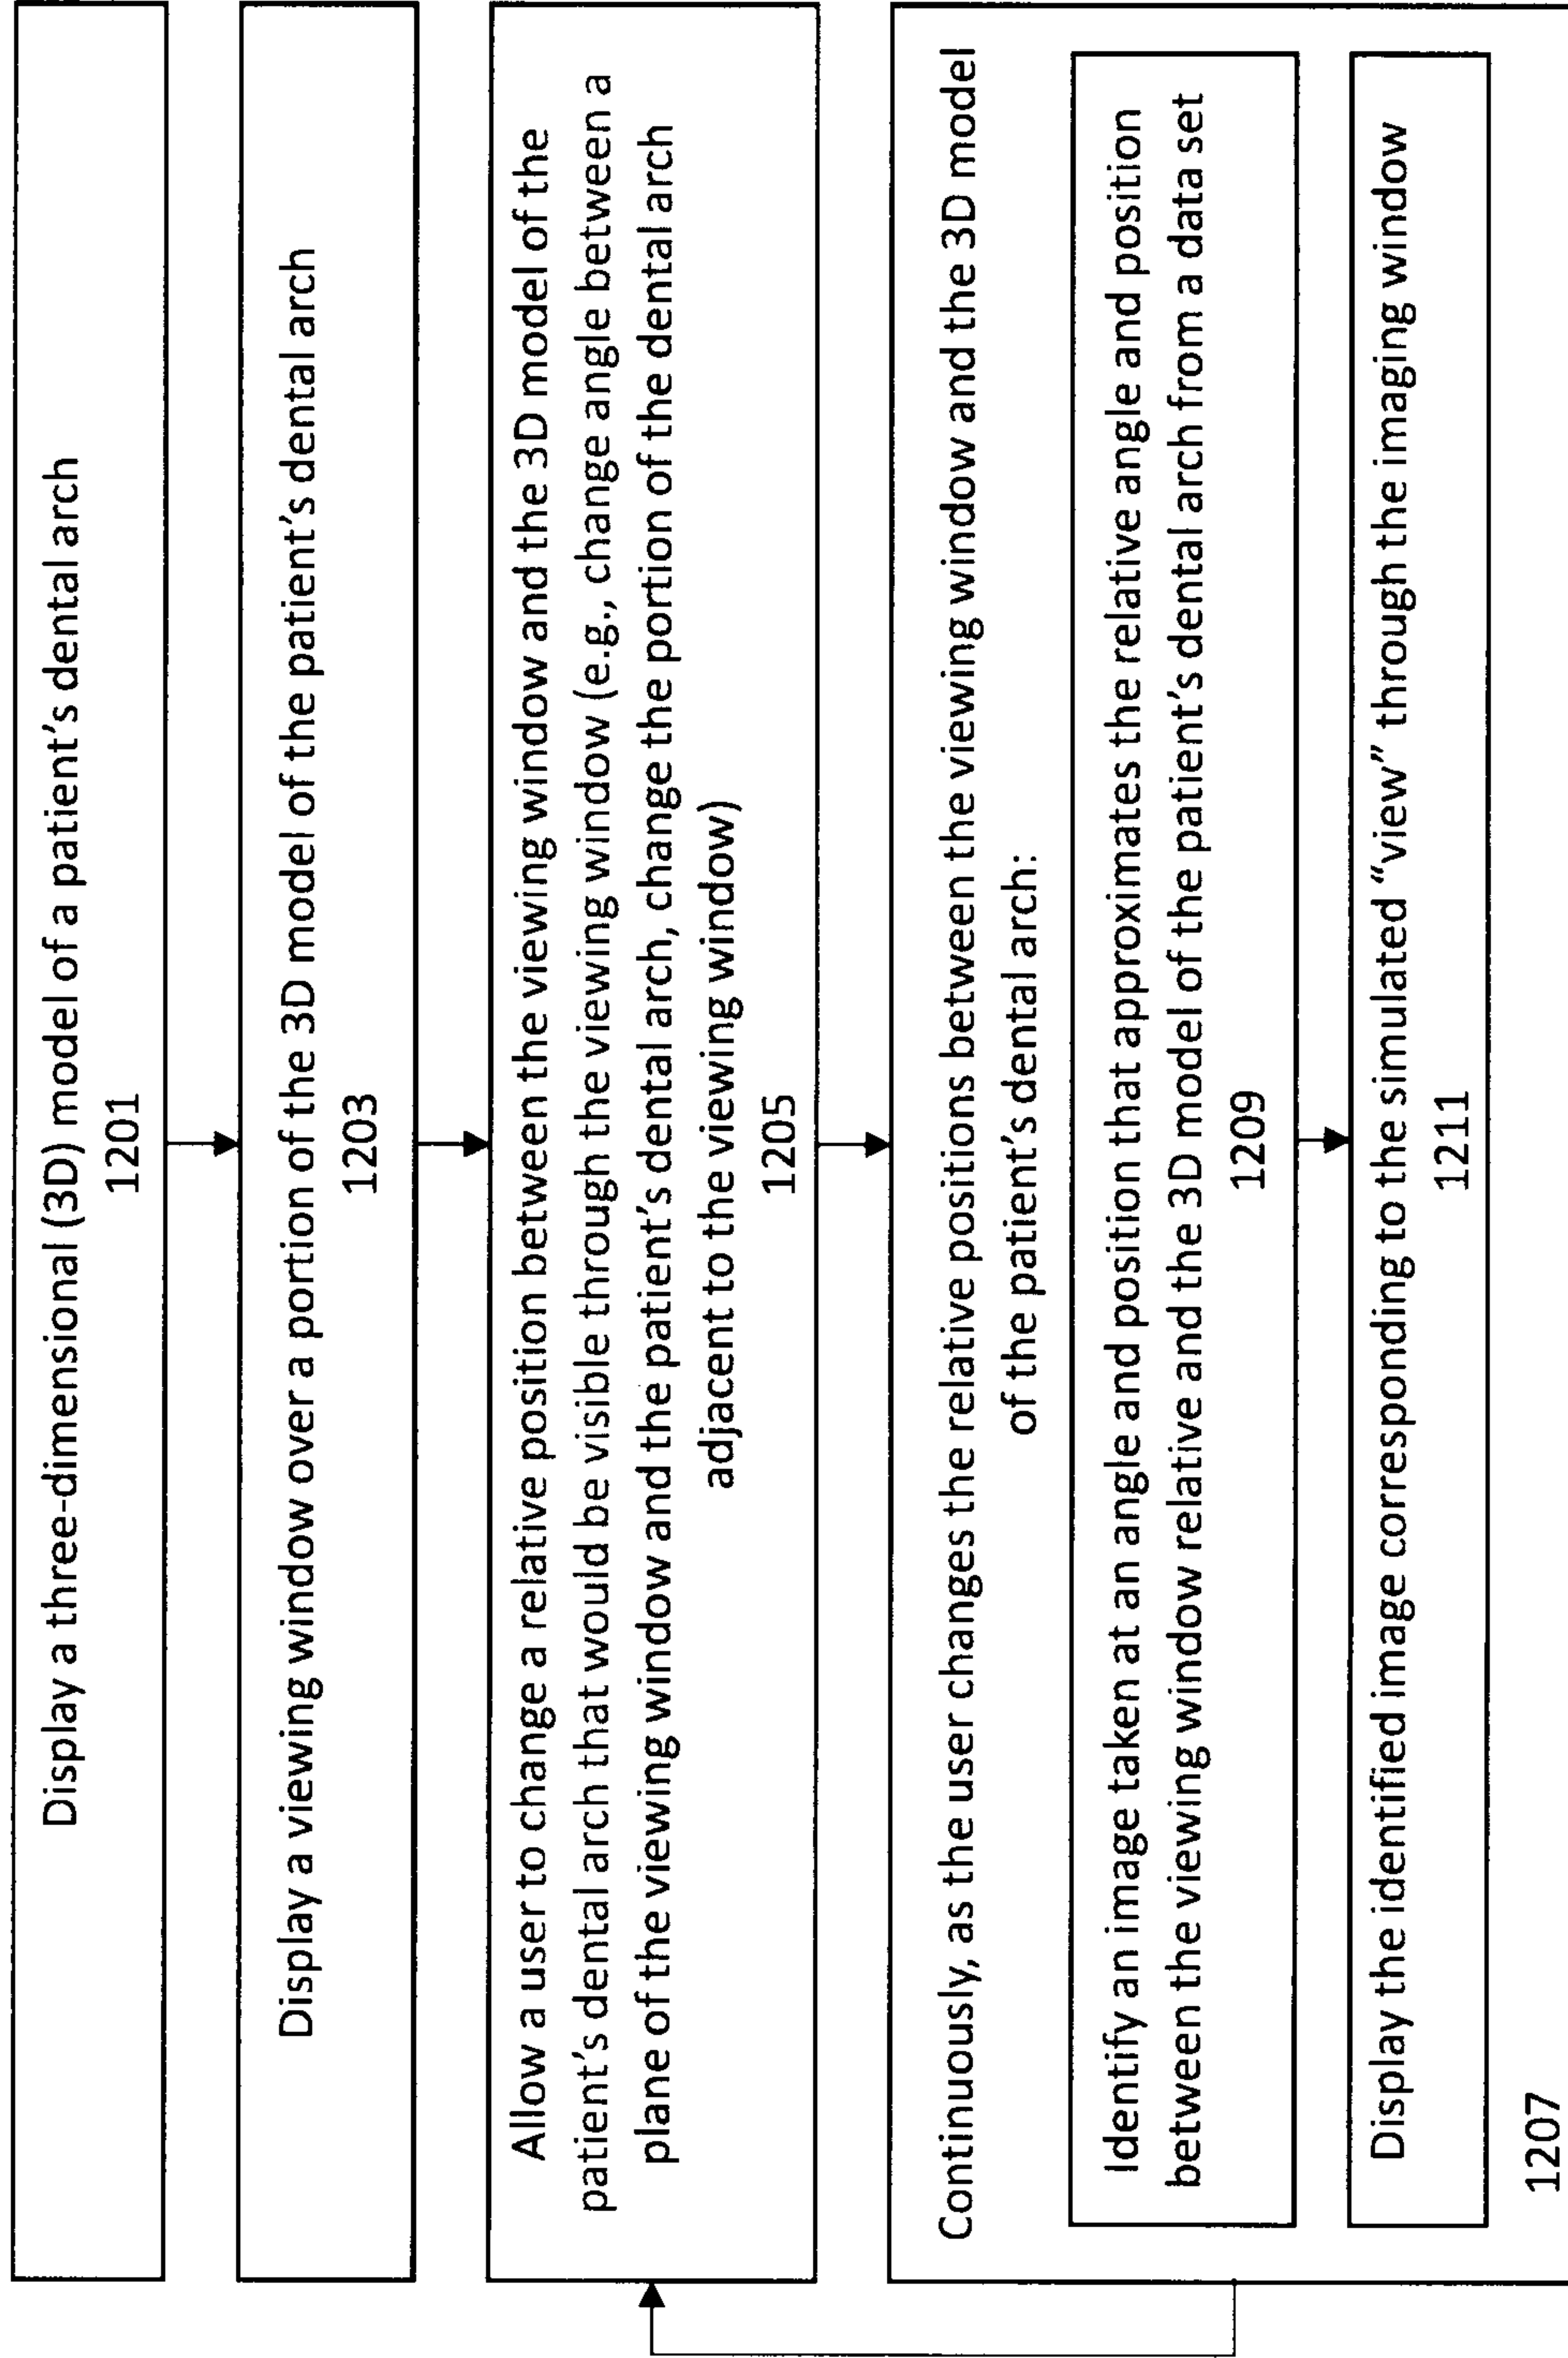 Display a three-dimensional (3D) model of a patient's dental arch
1201
Display a viewing window over a portion of the 3D model of the patient's dental arch
1203
Allow a user to change a relative position between the viewing window and the 3D model of the
patient's dental arch that would be visible through the viewing window (e.g., change angle between a
plane of the viewing window and the patient's dental arch, change the portion of the dental arch
adjacent to the viewing window)
1205
Continuously, as the user changes the relative positions between the viewing window and the 3D model
of the patient's dental arch:
Identify an image taken at an angle and position that approximates the relative angle and position
between the viewing window relative and the 3D model of the patient's dental arch from a data set
1209
Display the identified image corresponding to the simulated “view” through the imaging window
1211
1207